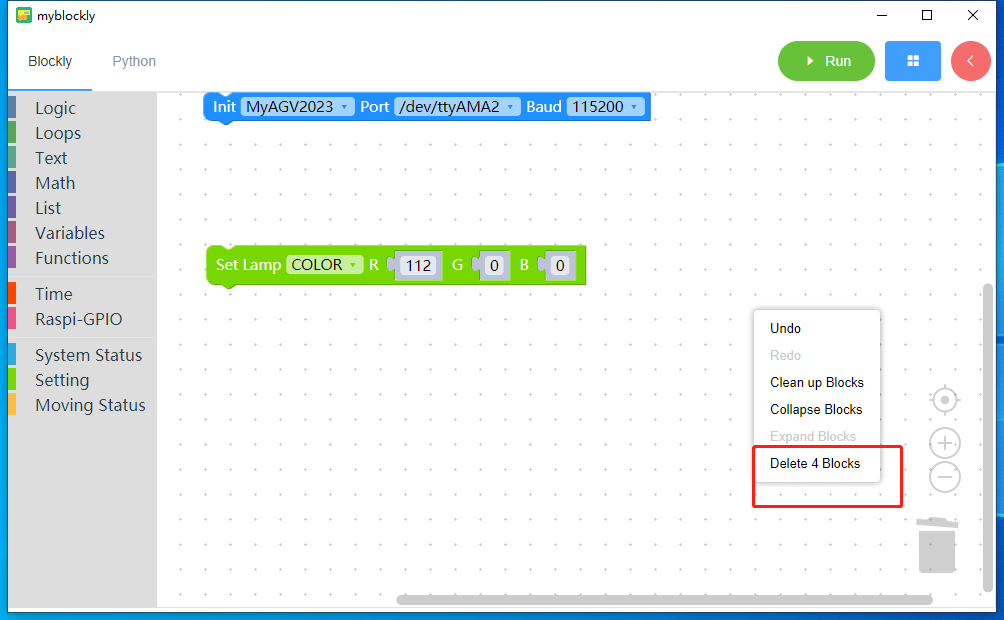 myblockly
Blockly Python Run
Logic
Loops
Text
Math
List
Variables
Functions
Time
Raspi-GPIO
System Status
Setting
Moving Status
Init MyAGV2023 Port /dev/ttyAMA2 Baud 115200
Set Lamp COLOR R 112 G 0 B 0
Undo
Redo
Clean up Blocks
Collapse Blocks
Expand Blocks
Delete 4 Blocks